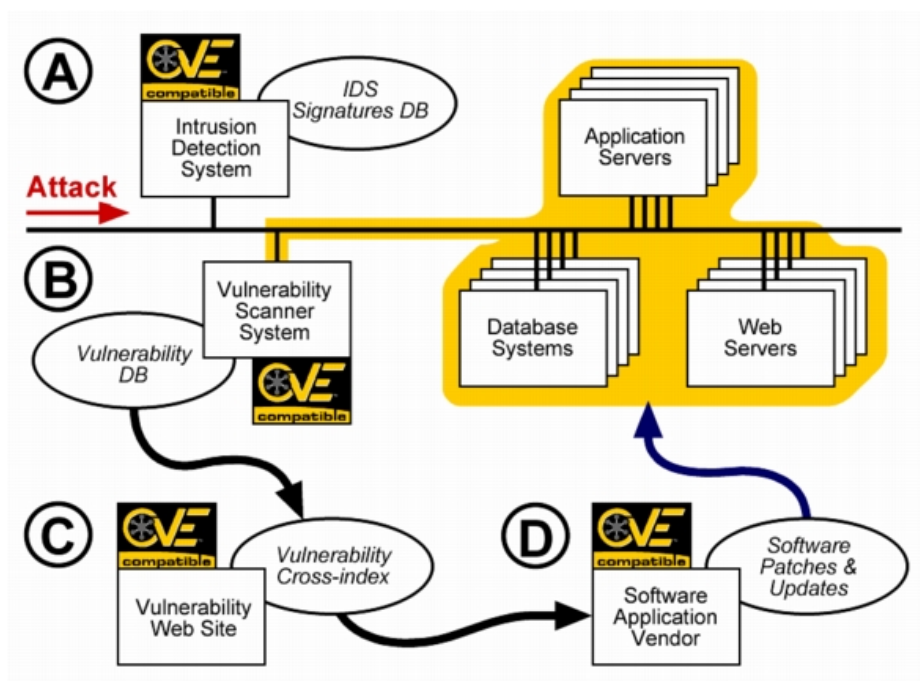 A
CVE
compatible
IDS
Signatures DB
Intrusion
Detection
System
Attack
Application
Servers
B
Vulnerability
Scanner
System
Vulnerability
DB
CVE
compatible
Database
Systems
Web
Servers
C
CVE
compatible
Vulnerability
Cross-index
Vulnerability
Web Site
D
CVE
compatible
Software
Patches &
Updates
Software
Application
Vendor